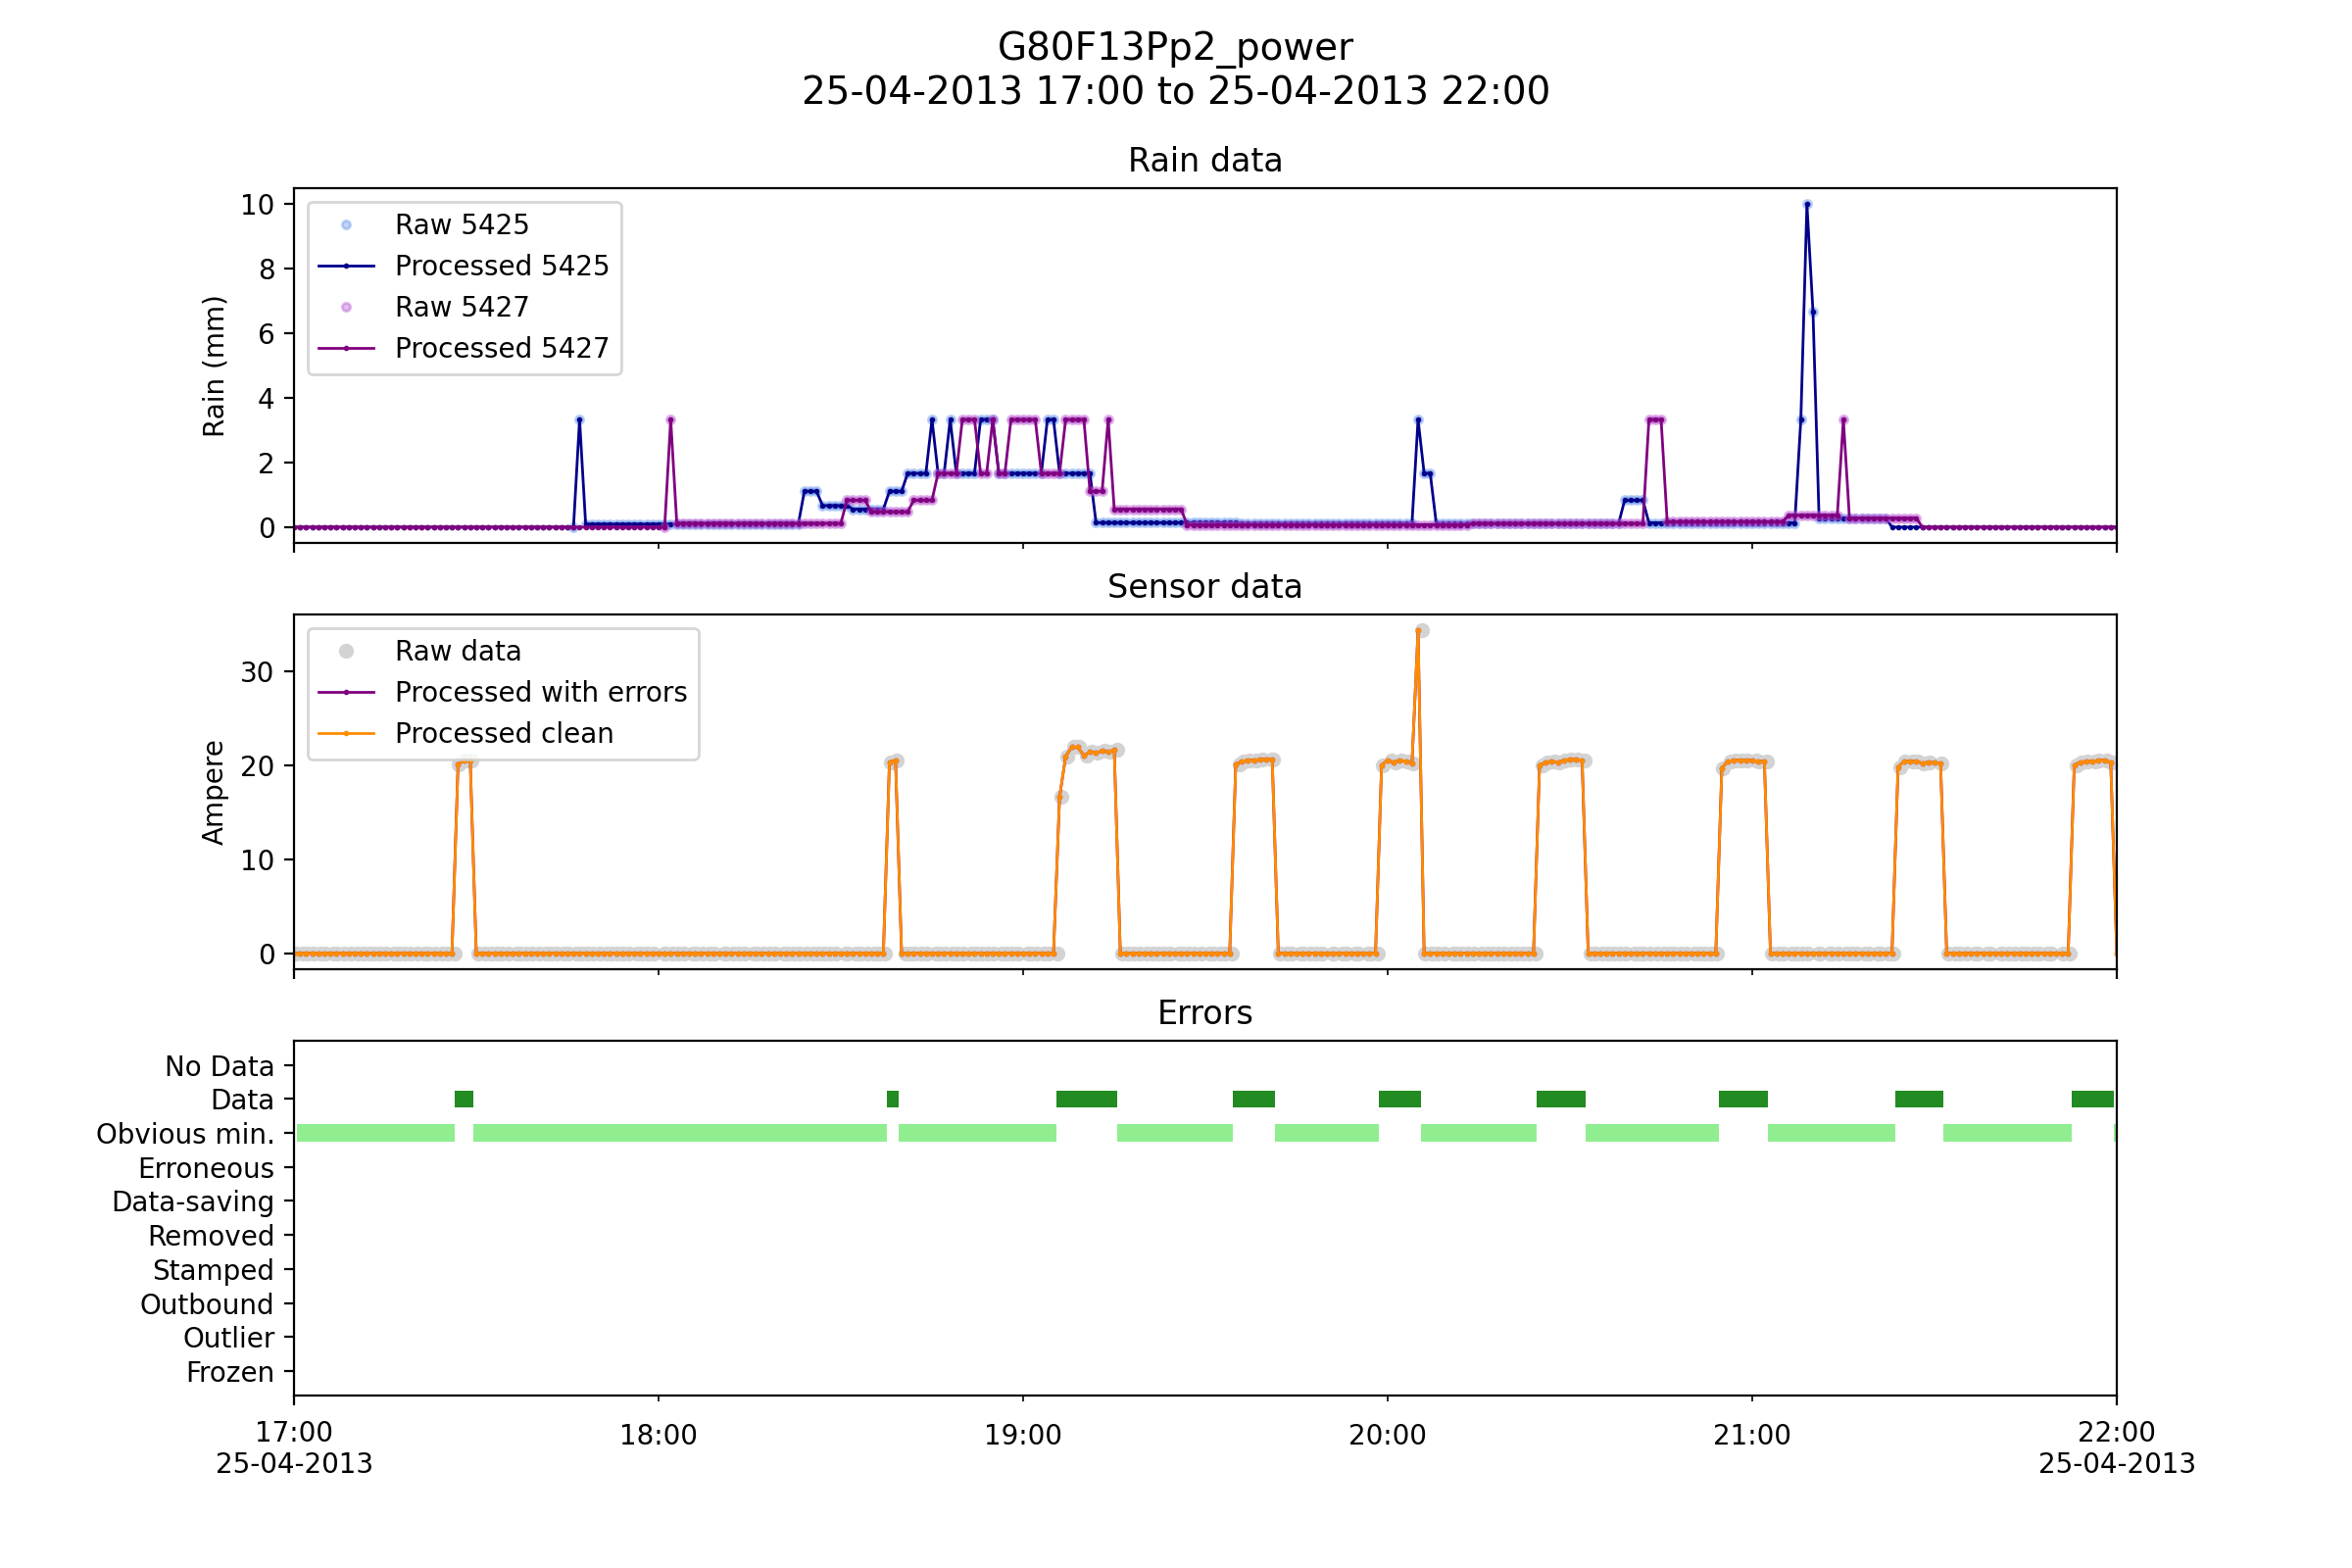 G80F13Pp2_power
25-04-2013 17:00 to 25-04-2013 22:00
Rain data
Rain (mm)
10
8
6
4
2
0
Raw 5425
Processed 5425
Raw 5427
Processed 5427
Sensor data
Ampere
30
20
10
0
Raw data
Processed with errors
Processed clean
Errors
No Data
Data
Obvious min.
Erroneous
Data-saving
Removed
Stamped
Outbound
Outlier
Frozen
17:00 18:00 19:00 20:00 21:00 22:00
25-04-2013 25-04-2013